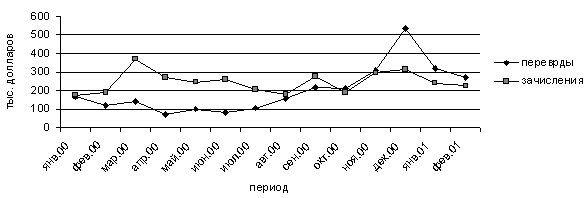 600
500
400
300
200
100
0
тыс. долларов
янв.00
фев.00
мар.00
апр.00
май.00
июн.00
июл.00
авг.00
сен.00
окт.00
ноя.00
дек.00
янв.01
фев.01
период
переврды
зачисления